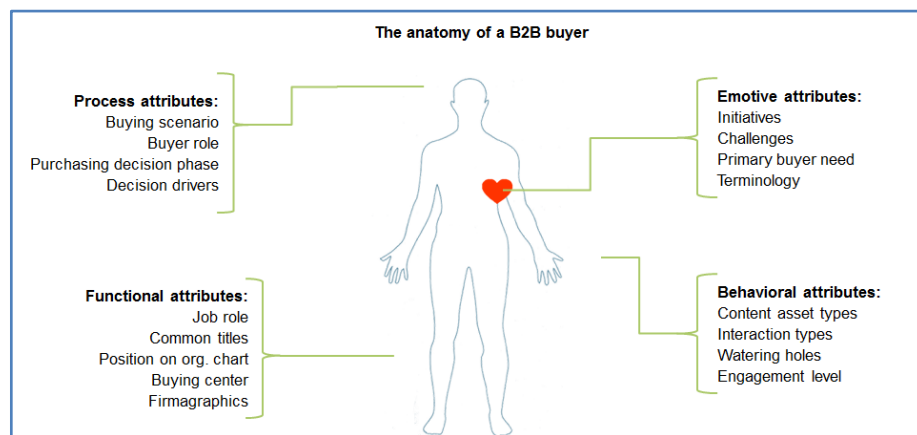 The anatomy of a B2B buyer
Process attributes:
Buying scenario
Buyer role
Purchasing decision phase
Decision drivers
Emotive attributes:
Initiatives
Challenges
Primary buyer need
Terminology
Functional attributes:
Job role
Common titles
Position on org. chart
Buying center
Firmagraphics
Behavioral attributes:
Content asset types
Interaction types
Watering holes
Engagement level